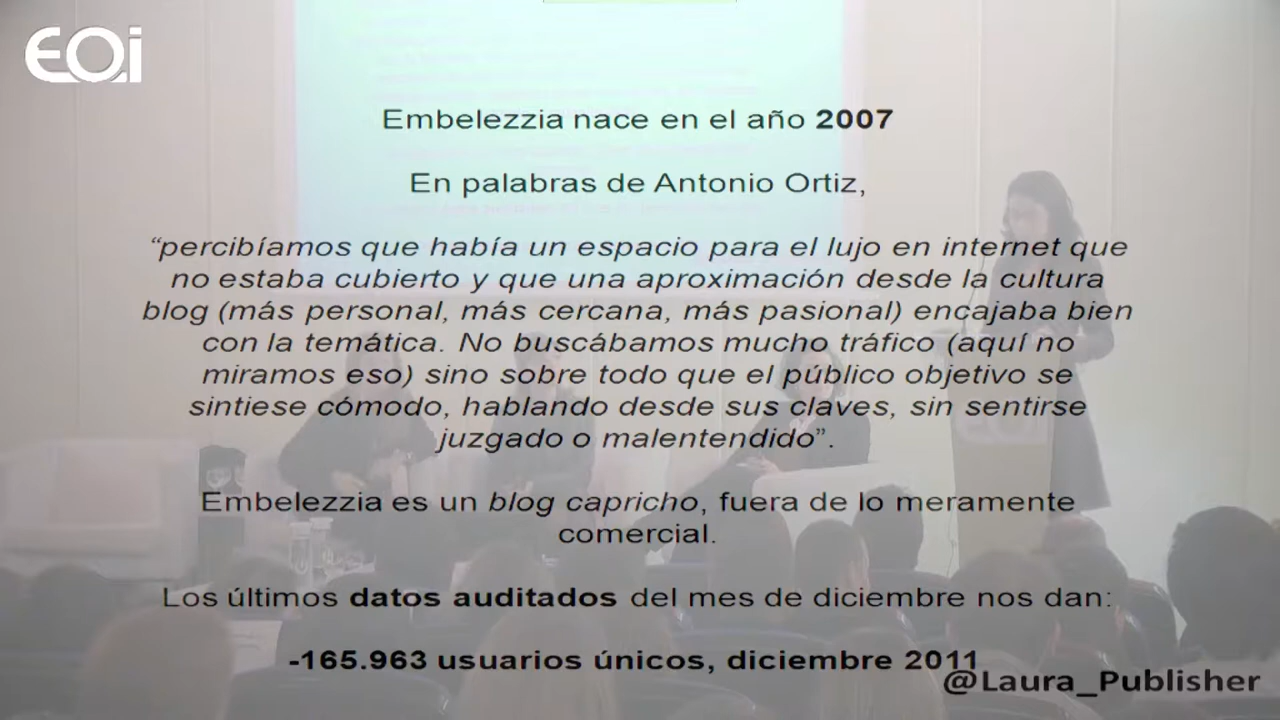 EOi
Embelezzia nace en el año 2007
En palabras de Antonio Ortiz,
“percibíamos que había un espacio para el lujo en internet que
no estaba cubierto y que una aproximación desde la cultura
blog (más personal, más cercana, más pasional) encajaba bien
con la temática. No buscábamos mucho tráfico (aquí no
miramos eso) sino sobre todo que el público objetivo se
sintiese cómodo, hablando desde sus claves, sin sentirse
juzgado o malentendido”.
Embelezzia es un blog capricho, fuera de lo meramente
comercial.
Los últimos datos auditados del mes de diciembre nos dan:
-165.963 usuarios únicos, diciembre 2011
@Laura_Publisher
EOi